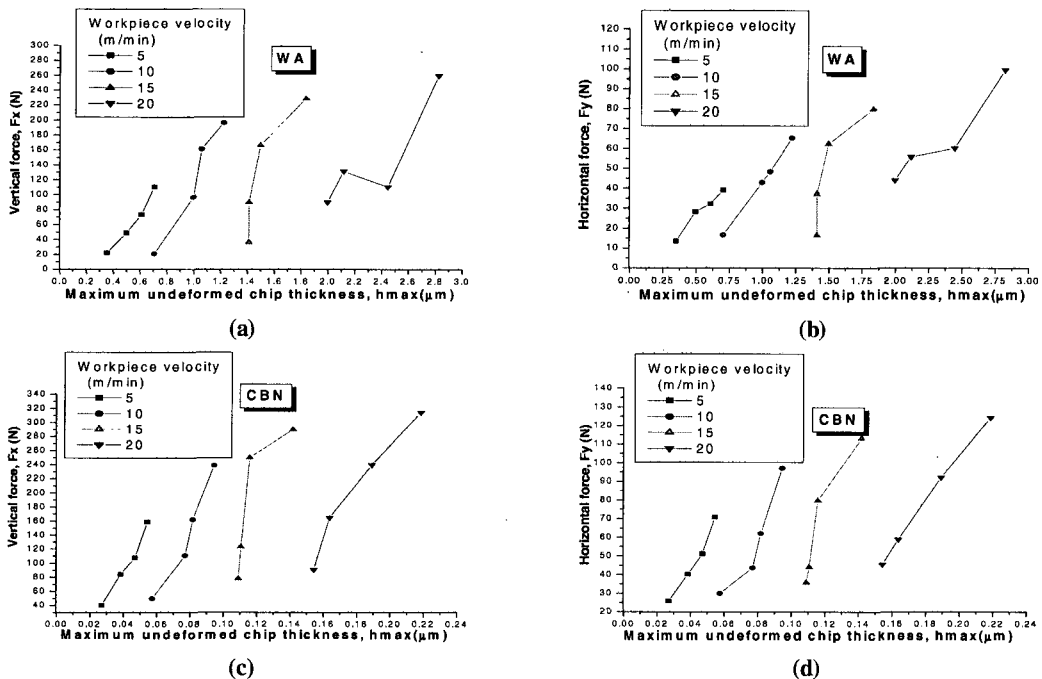 Workpiece velocity
(m/min)
5
10
15
20
WA
Vertical force, Fx (N)
300
280
260
240
220
200
180
160
140
120
100
80
60
40
20
0
0.0 0.2 0.4 0.6 0.8 1.0 1.2 1.4 1.6 1.8 2.0 2.2 2.4 2.6 2.8 3.0
Maximum undeformed chip thickness, hmax(μm)
(a)
Workpiece velocity
(m/min)
5
10
15
20
WA
Horizontal force, Fy (N)
120
110
100
90
80
70
60
50
40
30
20
10
0
0.00 0.25 0.50 0.75 1.00 1.25 1.50 1.75 2.00 2.25 2.50 2.75 3.00
Maximum undeformed chip thickness, hmax(μm)
(b)
Workpiece velocity
(m/min)
5
10
15
20
CBN
Vertical force, Fx (N)
340
320
300
280
260
240
220
200
180
160
140
120
100
80
60
40
0.00 0.02 0.04 0.06 0.08 0.10 0.12 0.14 0.16 0.18 0.20 0.22 0.24
Maximum undeformed chip thickness, hmax(μm)
(c)
Workpiece velocity
(m/min)
5
10
15
20
CBN
Horizontal force, Fy (N)
140
130
120
110
100
90
80
70
60
50
40
30
20
0.00 0.02 0.04 0.06 0.08 0.10 0.12 0.14 0.16 0.18 0.20 0.22 0.24
Maximum undeformed chip thickness, hmax(μm)
(d)